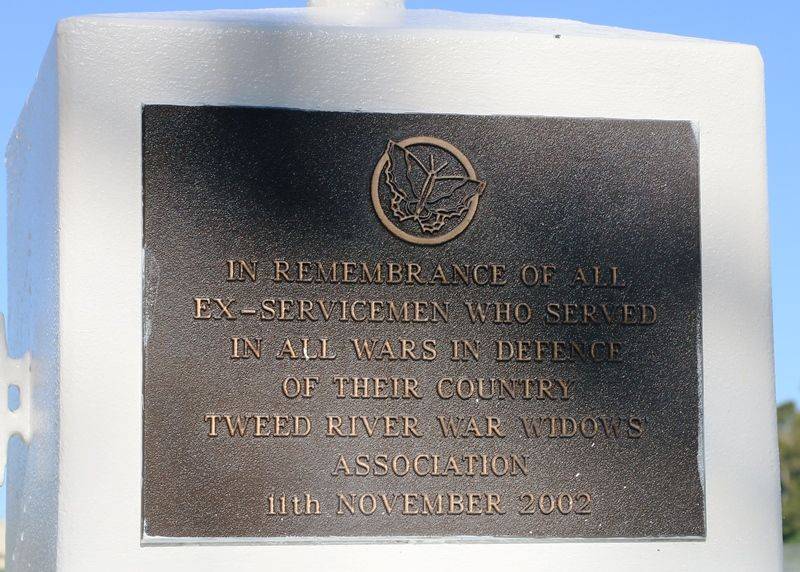 IN REMEMBRANCE OF ALL
EX-SERVICEMEN WHO SERVED
IN ALL WARS IN DEFENCE
OF THEIR COUNTRY
TWEED RIVER WAR WIDOWS
ASSOCIATION
11th NOVEMBER 2002